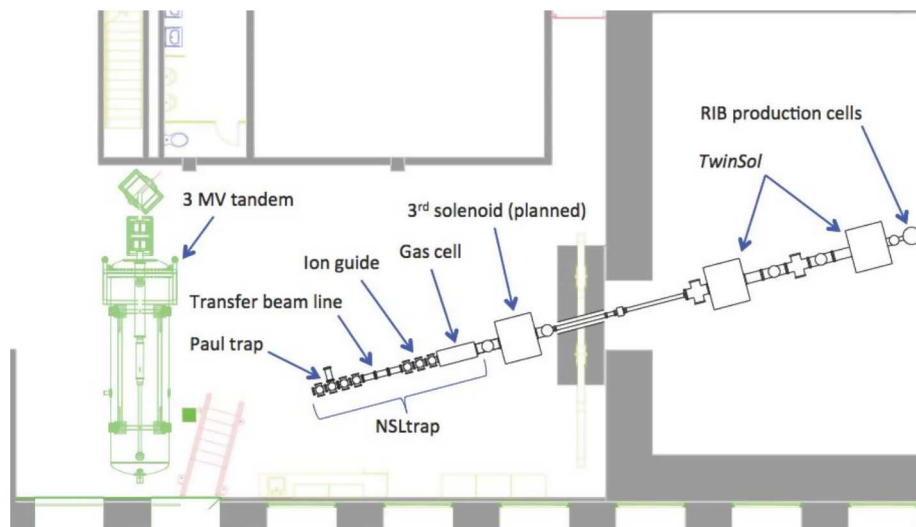 RIB production cells
TwinSol
3 MV tandem
3rd solenoid (planned)
Gas cell
Ion guide
Transfer beam line
Paul trap
NSLtrap